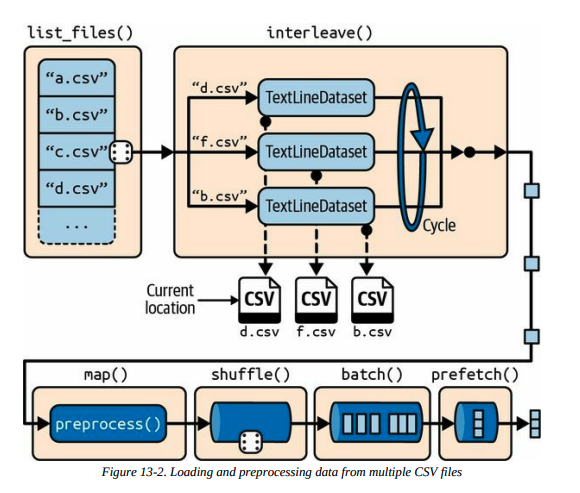 list_files()
interleave()
"a.csv"
"b.csv"
"c.csv"
"d.csv"
...
"d.csv"
TextLineDataset
"f.csv"
TextLineDataset
"b.csv"
TextLineDataset
Cycle
Current
location
CSV
CSV
CSV
d.csv
f.csv
b.csv
map()
shuffle()
batch()
prefetch()
preprocess()
Figure 13-2. Loading and preprocessing data from multiple CSV files